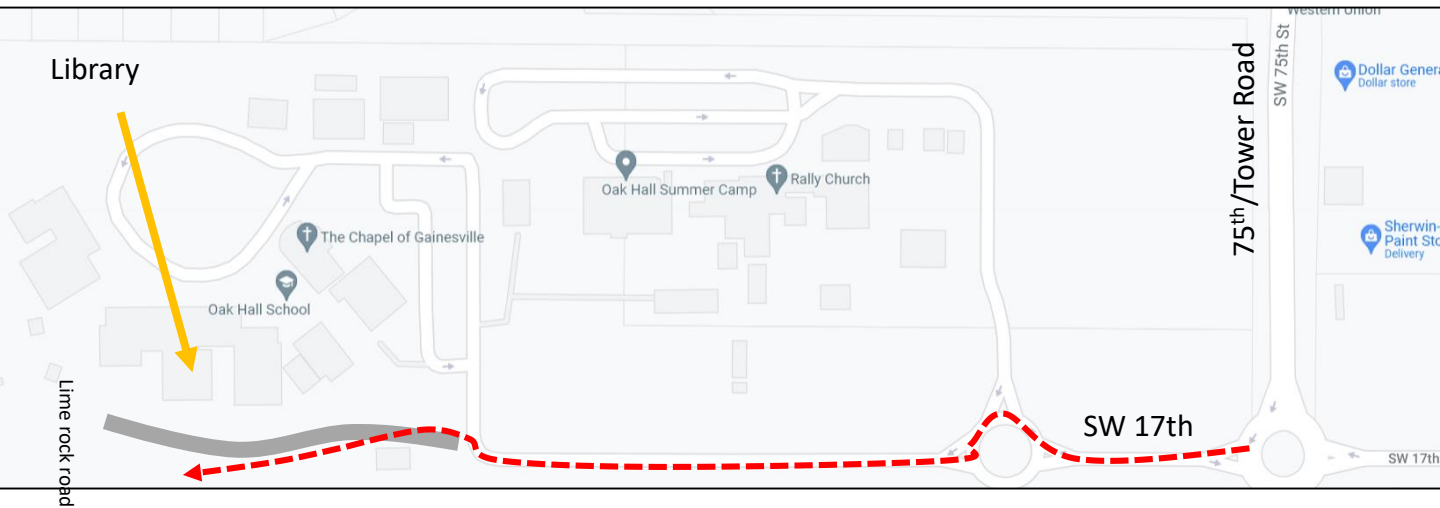 Western Union
Library
75th/Tower Road
SW 75th St
Dollar Genera
Dollar store
Oak Hall Summer Camp
Rally Church
The Chapel of Gainesville
Sherwin-
Paint Sto
Delivery
Oak Hall School
Lime rock road
SW 17th
SW 17th